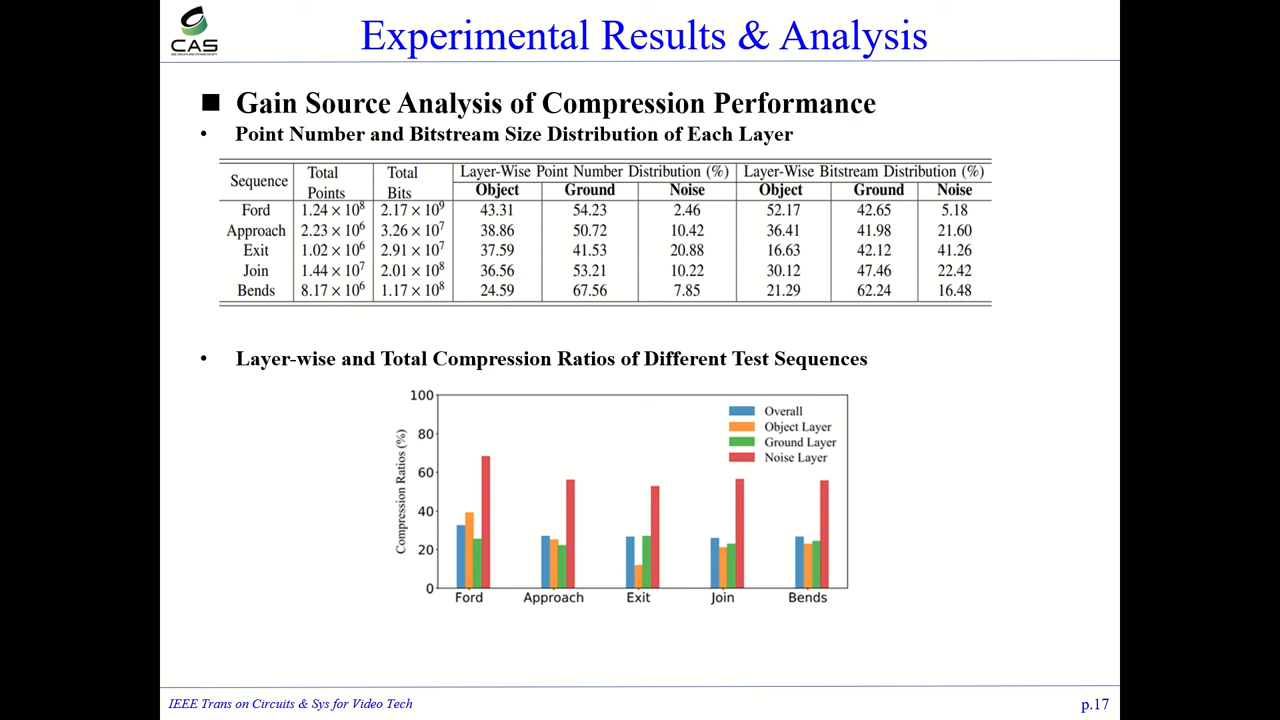 CAS
Experimental Results & Analysis
■ Gain Source Analysis of Compression Performance
• Point Number and Bitstream Size Distribution of Each Layer
Sequence Total Points Total Bits Layer-Wise Point Number Distribution (%) Layer-Wise Bitstream Distribution (%)
Object Ground Noise Object Ground Noise
Ford 1.24 × 10⁸ 2.17 × 10⁹ 43.31 54.23 2.46 52.17 42.65 5.18
Approach 2.23 × 10⁶ 3.26 × 10⁷ 38.86 50.72 10.42 36.41 41.98 21.60
Exit 1.02 × 10⁶ 2.91 × 10⁷ 37.59 41.53 20.88 16.63 42.12 41.26
Join 1.44 × 10⁷ 2.01 × 10⁸ 36.56 53.21 10.22 30.12 47.46 22.42
Bends 8.17 × 10⁶ 1.17 × 10⁸ 24.59 67.56 7.85 21.29 62.24 16.48
• Layer-wise and Total Compression Ratios of Different Test Sequences
Compression Ratios (%)
100
80
60
40
20
0
Overall
Object Layer
Ground Layer
Noise Layer
Ford Approach Exit Join Bends
IEEE Trans on Circuits & Sys for Video Tech p.17